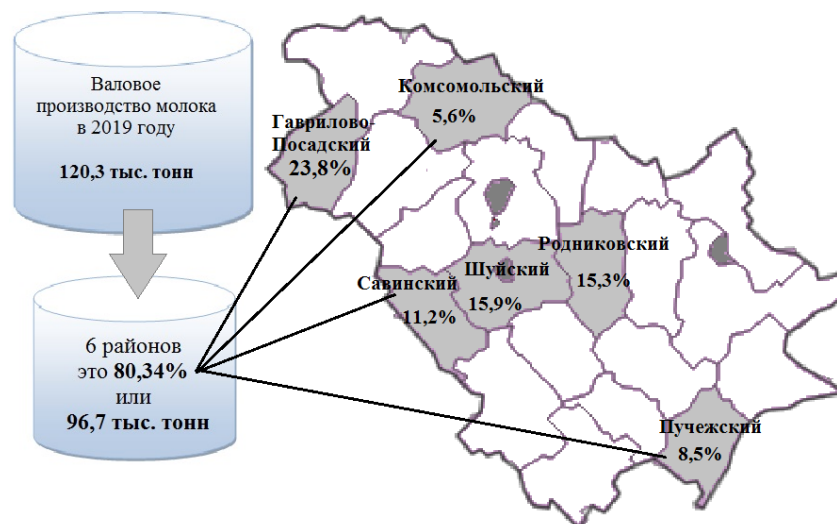 Валовое
производство молока
в 2019 году
120,3 тыс. тонн
6 районов
это 80,34%
или
96,7 тыс. тонн
Комсомольский
5,6%
Гаврилово-
Посадский
23,8%
Родниковский
15,3%
Шуйский
15,9%
Савинский
11,2%
Пучежский
8,5%